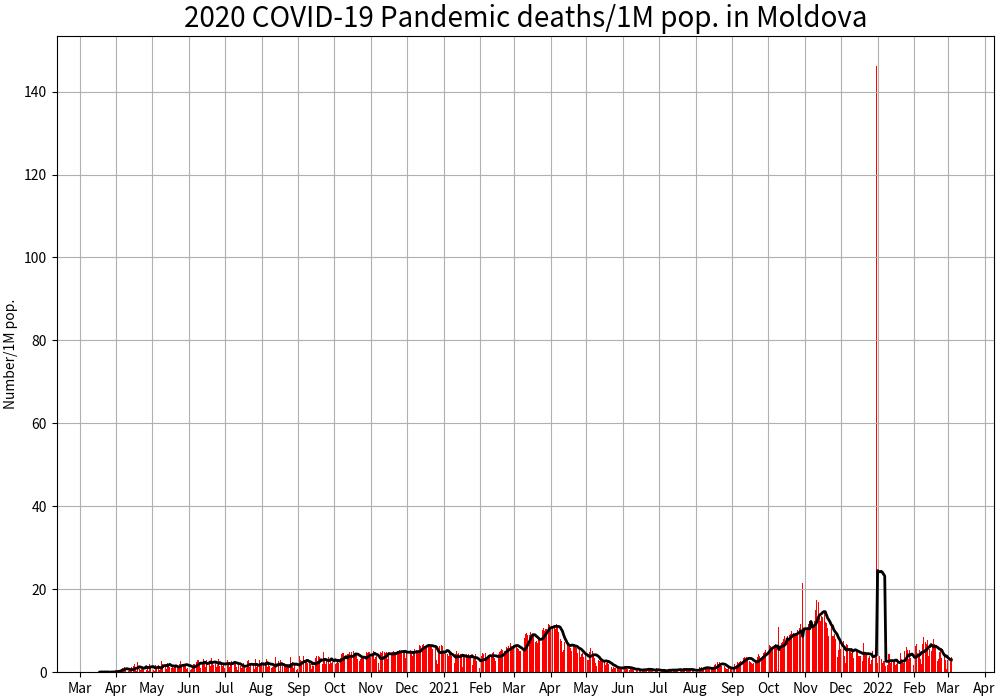 2020 COVID-19 Pandemic deaths/1M pop. in Moldova
Number/1M pop.
140
120
100
80
60
40
20
0
Mar Apr May Jun Jul Aug Sep Oct Nov Dec 2021 Feb Mar Apr May Jun Jul Aug Sep Oct Nov Dec 2022 Feb Mar Apr